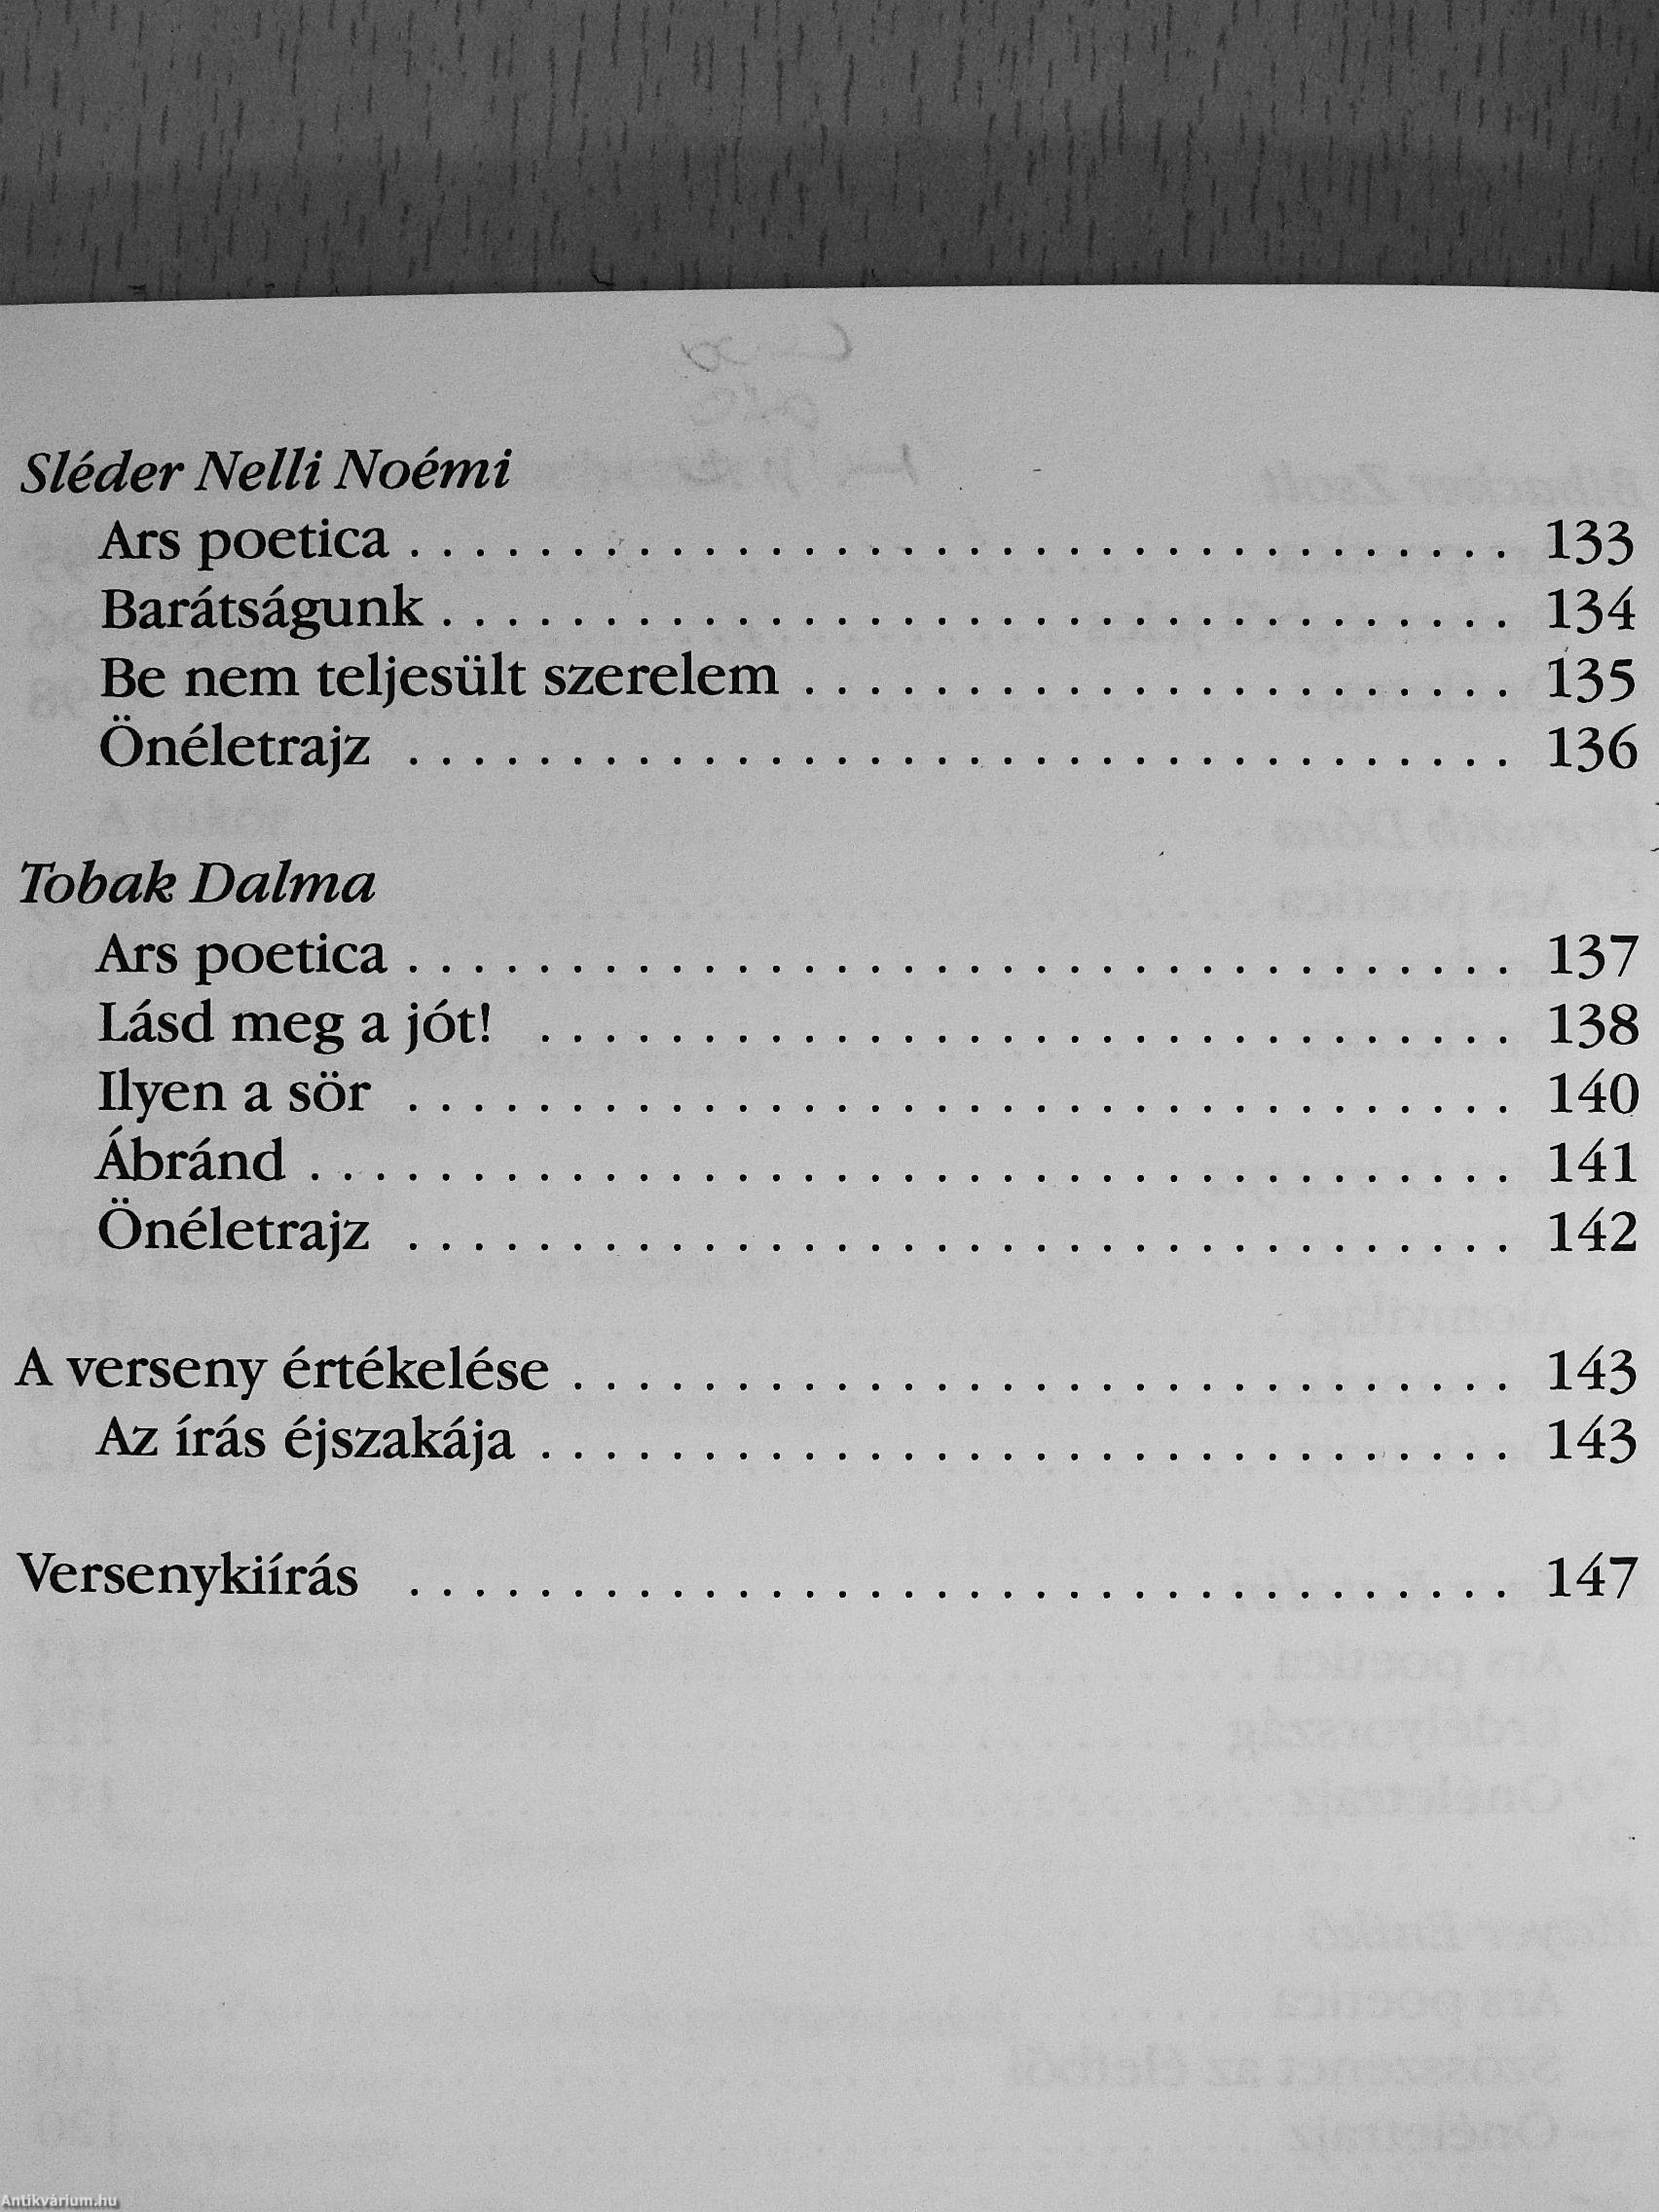 Sléder Nelli Noémi
Ars poetica . . . . . . . . . . . . . . . . . . . . . . . . . . . . . . . . . . 133
Barátságunk . . . . . . . . . . . . . . . . . . . . . . . . . . . . . . . . . 134
Be nem teljesült szerelem . . . . . . . . . . . . . . . . . . . . . . 135
Önéletrajz . . . . . . . . . . . . . . . . . . . . . . . . . . . . . . . . . . 136
Tobak Dalma
Ars poetica . . . . . . . . . . . . . . . . . . . . . . . . . . . . . . . . . . 137
Lásd meg a jót! . . . . . . . . . . . . . . . . . . . . . . . . . . . . . . 138
Ilyen a sör . . . . . . . . . . . . . . . . . . . . . . . . . . . . . . . . . . 140
Ábránd . . . . . . . . . . . . . . . . . . . . . . . . . . . . . . . . . . . . . 141
Önéletrajz . . . . . . . . . . . . . . . . . . . . . . . . . . . . . . . . . . 142
A verseny értékelése . . . . . . . . . . . . . . . . . . . . . . . . . . . . . 143
Az írás éjszakája . . . . . . . . . . . . . . . . . . . . . . . . . . . . . . 143
Versenykiírás . . . . . . . . . . . . . . . . . . . . . . . . . . . . . . . . . . 147
Antikvárium.hu